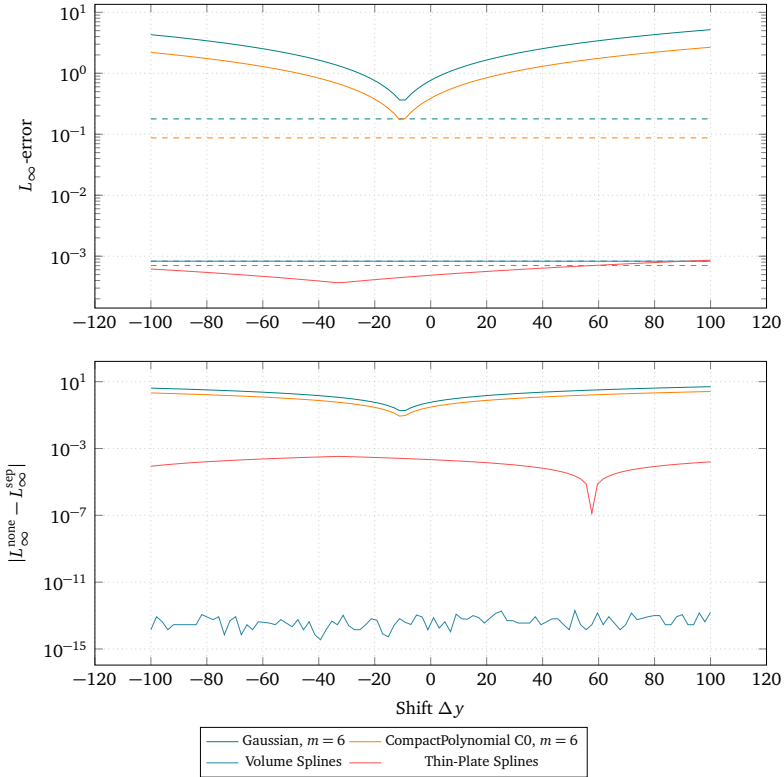 10^1
10^0
10^−1
10^−2
10^−3
L_∞-error
−120 −100 −80 −60 −40 −20 0 20 40 60 80 100 120
10^1
10^−3
10^−7
10^−11
10^−15
|L_∞^none − L_∞^sep|
−120 −100 −80 −60 −40 −20 0 20 40 60 80 100 120
Shift Δy
Gaussian, m = 6 CompactPolynomial C0, m = 6
Volume Splines Thin-Plate Splines